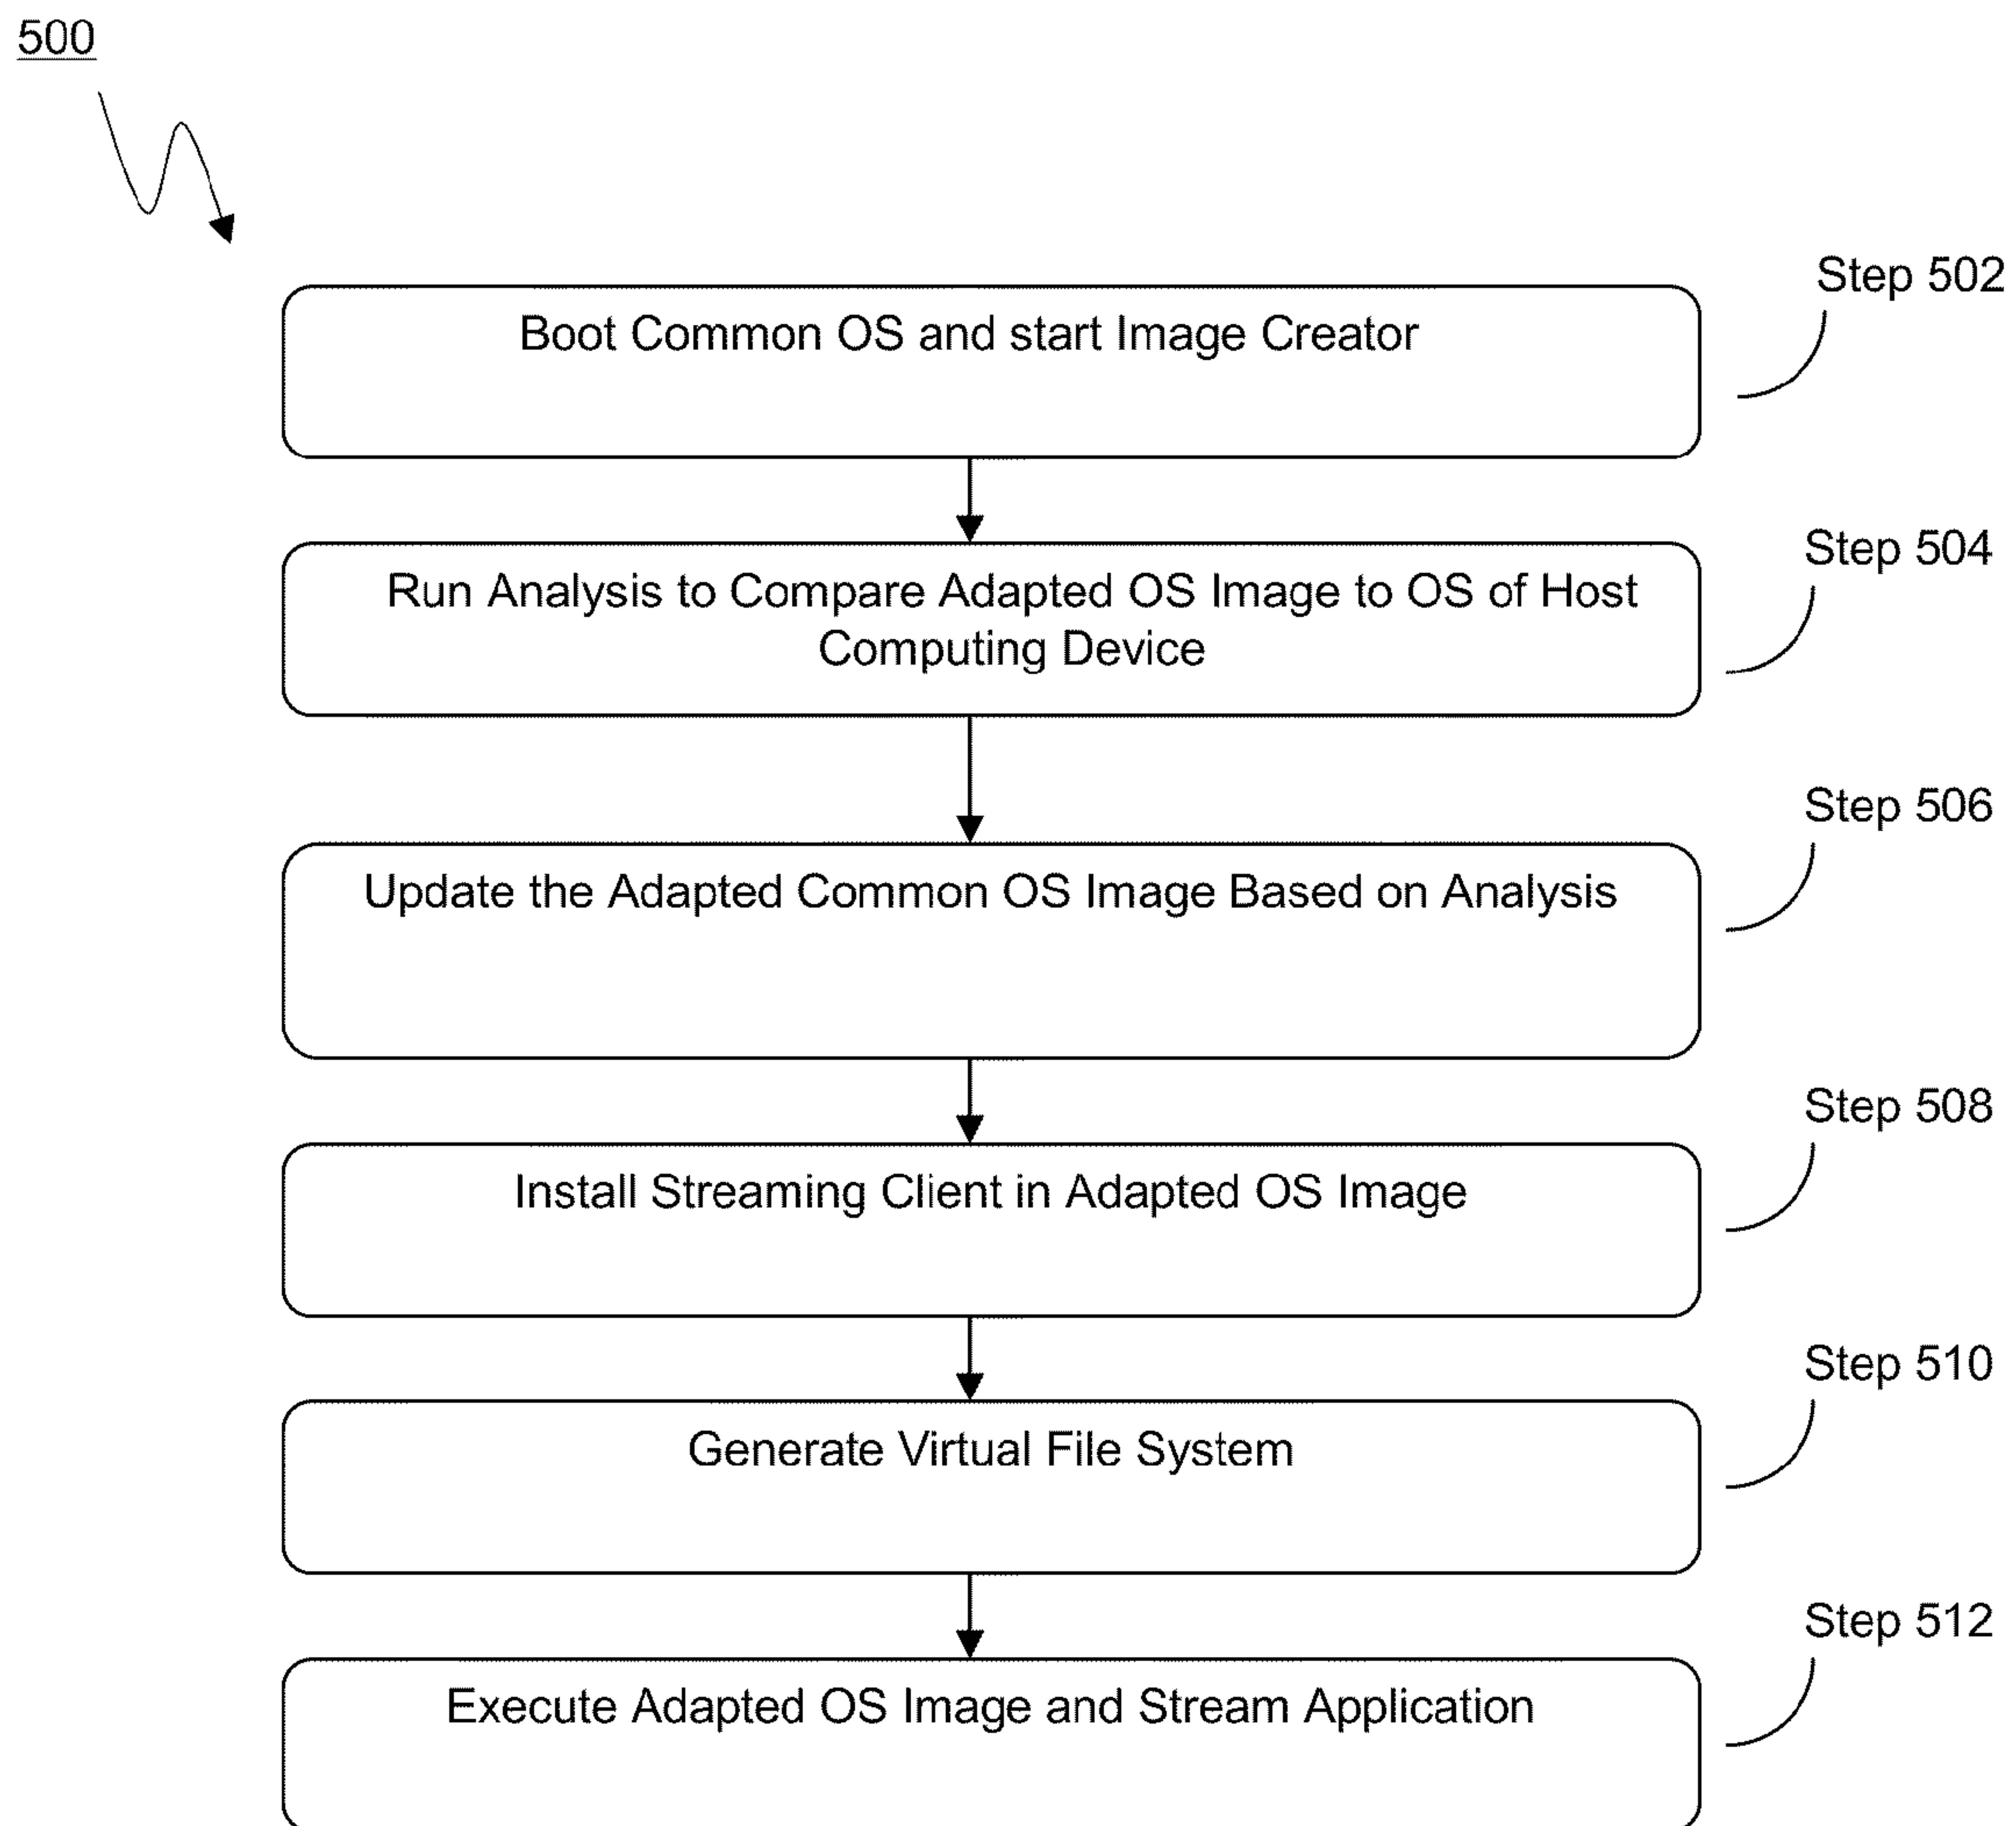 500
Step 502
Boot Common OS and start Image Creator
Step 504
Run Analysis to Compare Adapted OS Image to OS of Host
Computing Device
Step 506
Update the Adapted Common OS Image Based on Analysis
Step 508
Install Streaming Client in Adapted OS Image
Step 510
Generate Virtual File System
Step 512
Execute Adapted OS Image and Stream Application